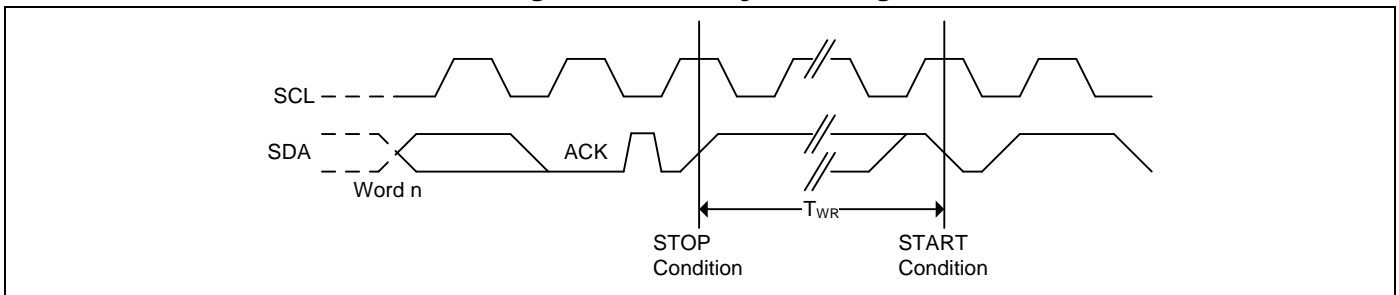 SCL
SDA
ACK
Word n
TWR
STOP
Condition
START
Condition